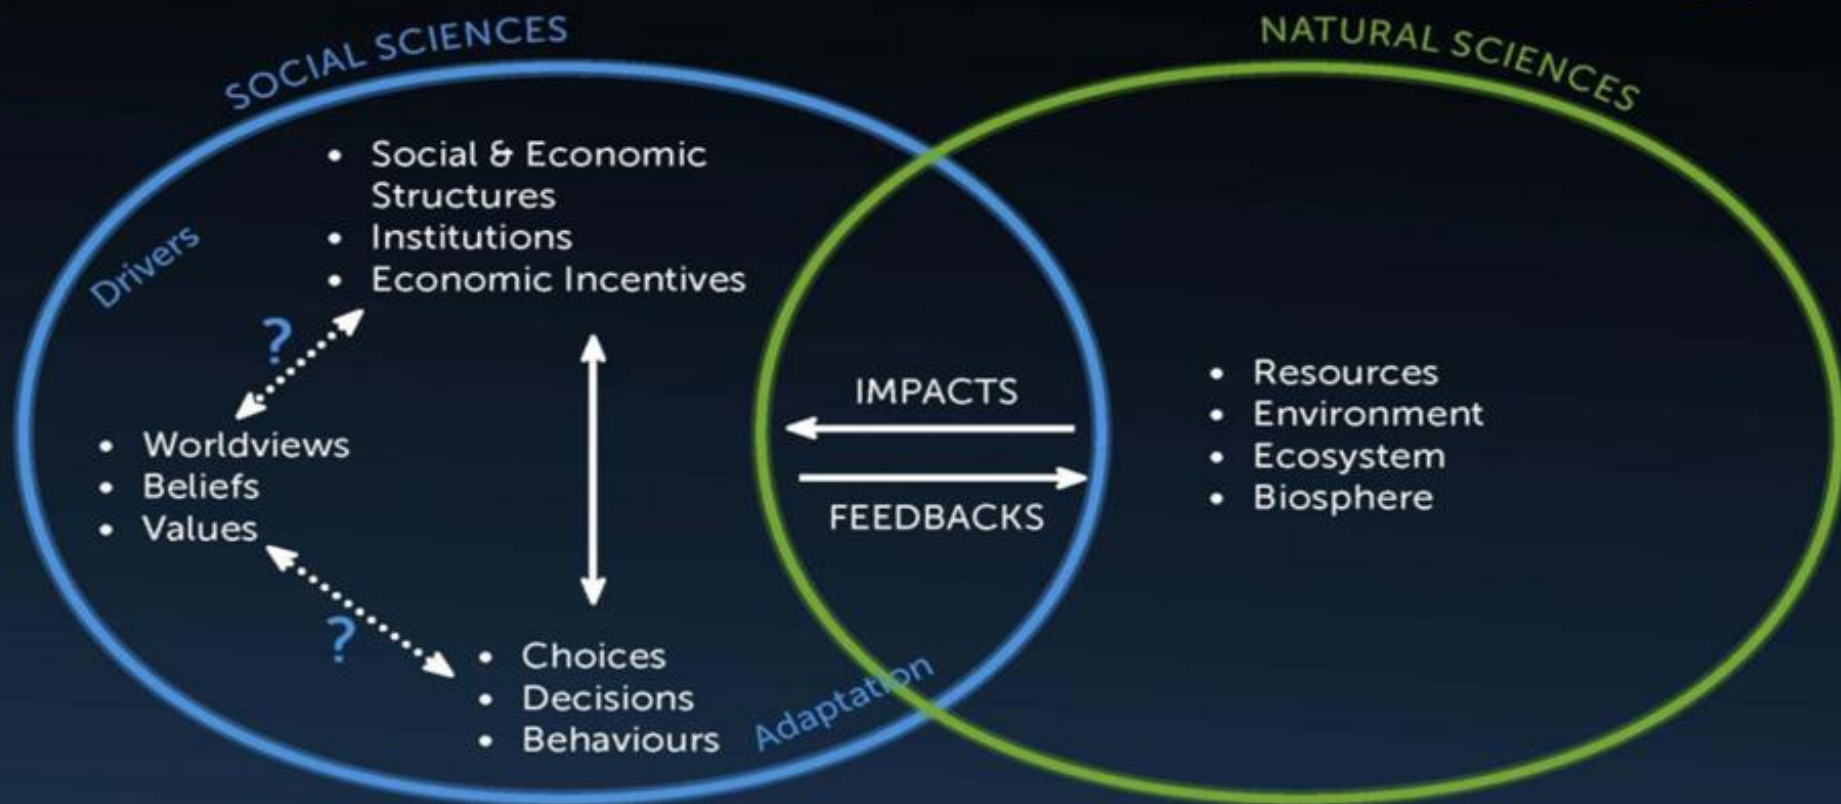 SOCIAL SCIENCES
NATURAL SCIENCES
Drivers
• Social & Economic
Structures
• Institutions
• Economic Incentives
?
• Worldviews
• Beliefs
• Values
?
• Choices
• Decisions
• Behaviours
Adaptation
IMPACTS
FEEDBACKS
• Resources
• Environment
• Ecosystem
• Biosphere